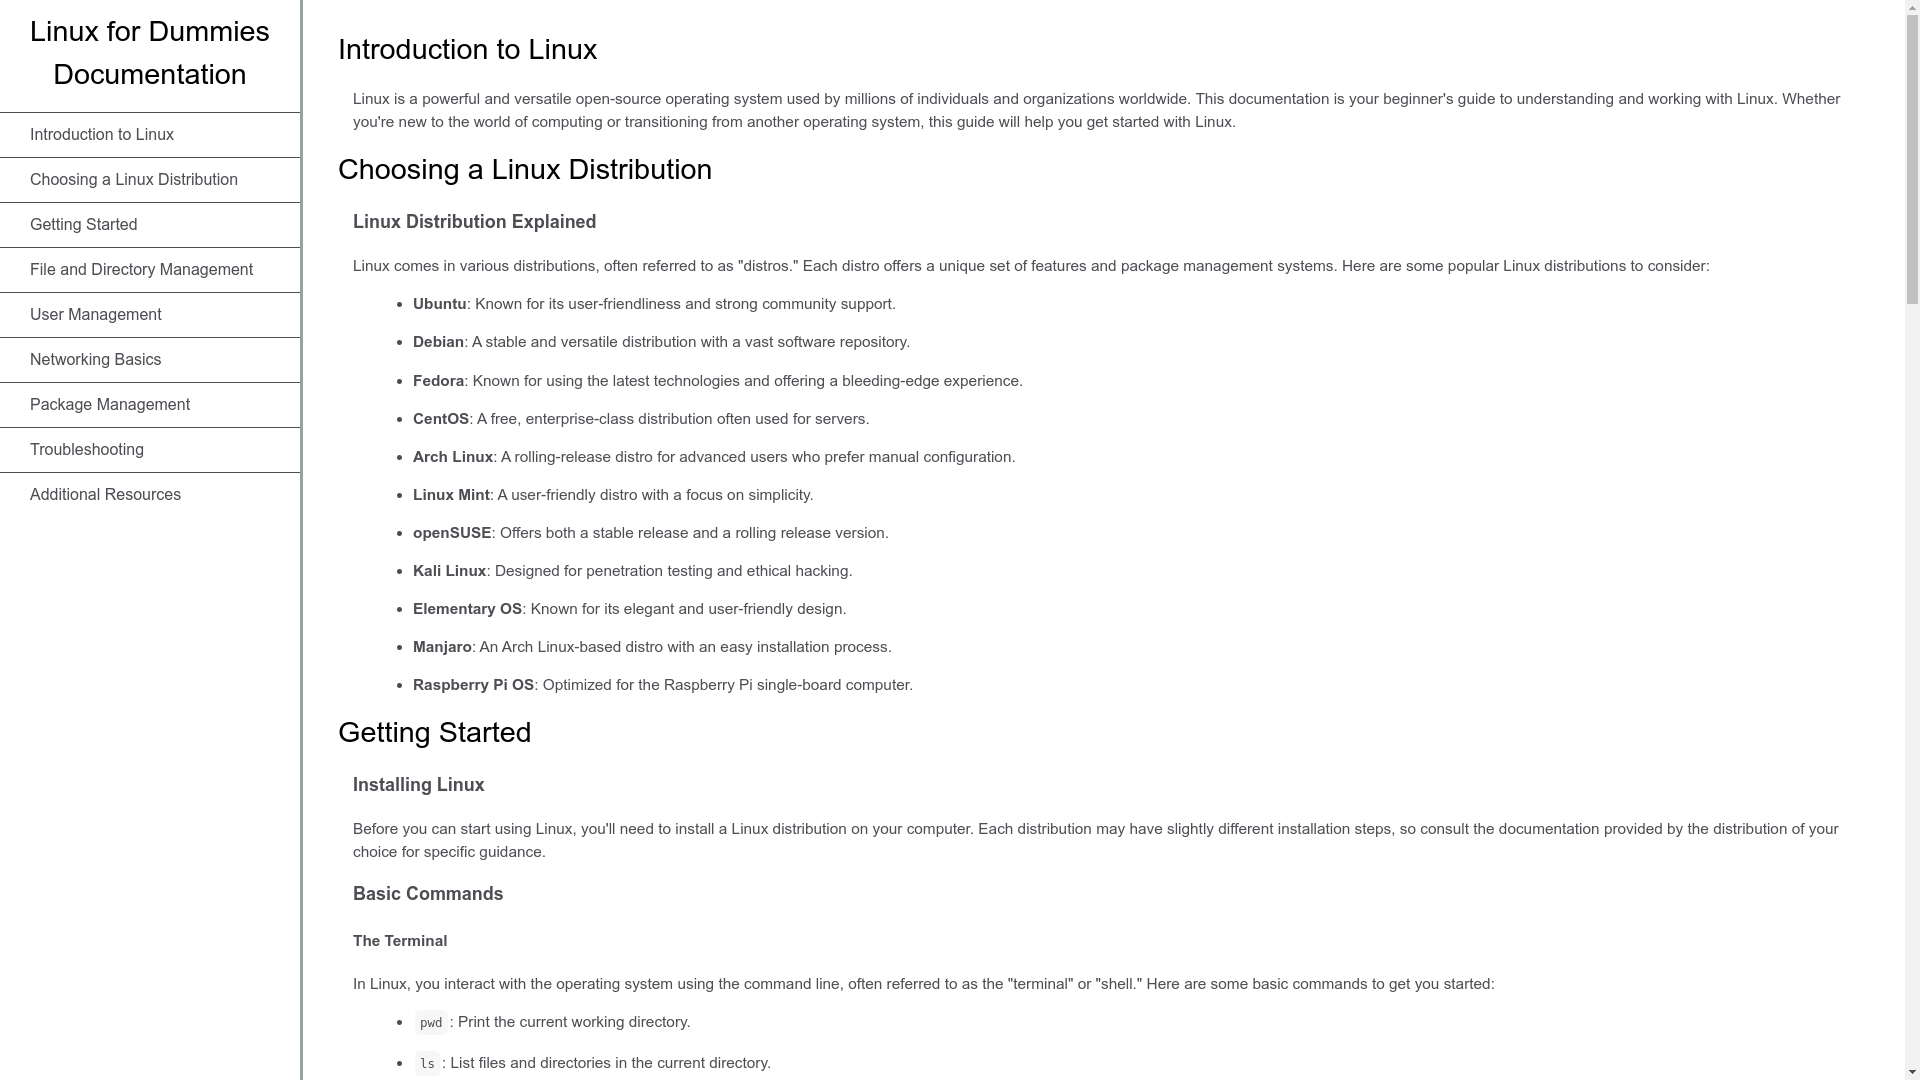 Linux for Dummies
Documentation
Introduction to Linux
Choosing a Linux Distribution
Getting Started
File and Directory Management
User Management
Networking Basics
Package Management
Troubleshooting
Additional Resources
Introduction to Linux
Linux is a powerful and versatile open-source operating system used by millions of individuals and organizations worldwide. This documentation is your beginner's guide to understanding and working with Linux. Whether
you're new to the world of computing or transitioning from another operating system, this guide will help you get started with Linux.
Choosing a Linux Distribution
Linux Distribution Explained
Linux comes in various distributions, often referred to as "distros." Each distro offers a unique set of features and package management systems. Here are some popular Linux distributions to consider:
• Ubuntu: Known for its user-friendliness and strong community support.
• Debian: A stable and versatile distribution with a vast software repository.
• Fedora: Known for using the latest technologies and offering a bleeding-edge experience.
• CentOS: A free, enterprise-class distribution often used for servers.
• Arch Linux: A rolling-release distro for advanced users who prefer manual configuration.
• Linux Mint: A user-friendly distro with a focus on simplicity.
• openSUSE: Offers both a stable release and a rolling release version.
• Kali Linux: Designed for penetration testing and ethical hacking.
• Elementary OS: Known for its elegant and user-friendly design.
• Manjaro: An Arch Linux-based distro with an easy installation process.
• Raspberry Pi OS: Optimized for the Raspberry Pi single-board computer.
Getting Started
Installing Linux
Before you can start using Linux, you'll need to install a Linux distribution on your computer. Each distribution may have slightly different installation steps, so consult the documentation provided by the distribution of your
choice for specific guidance.
Basic Commands
The Terminal
In Linux, you interact with the operating system using the command line, often referred to as the "terminal" or "shell." Here are some basic commands to get you started:
• pwd : Print the current working directory.
• ls : List files and directories in the current directory.